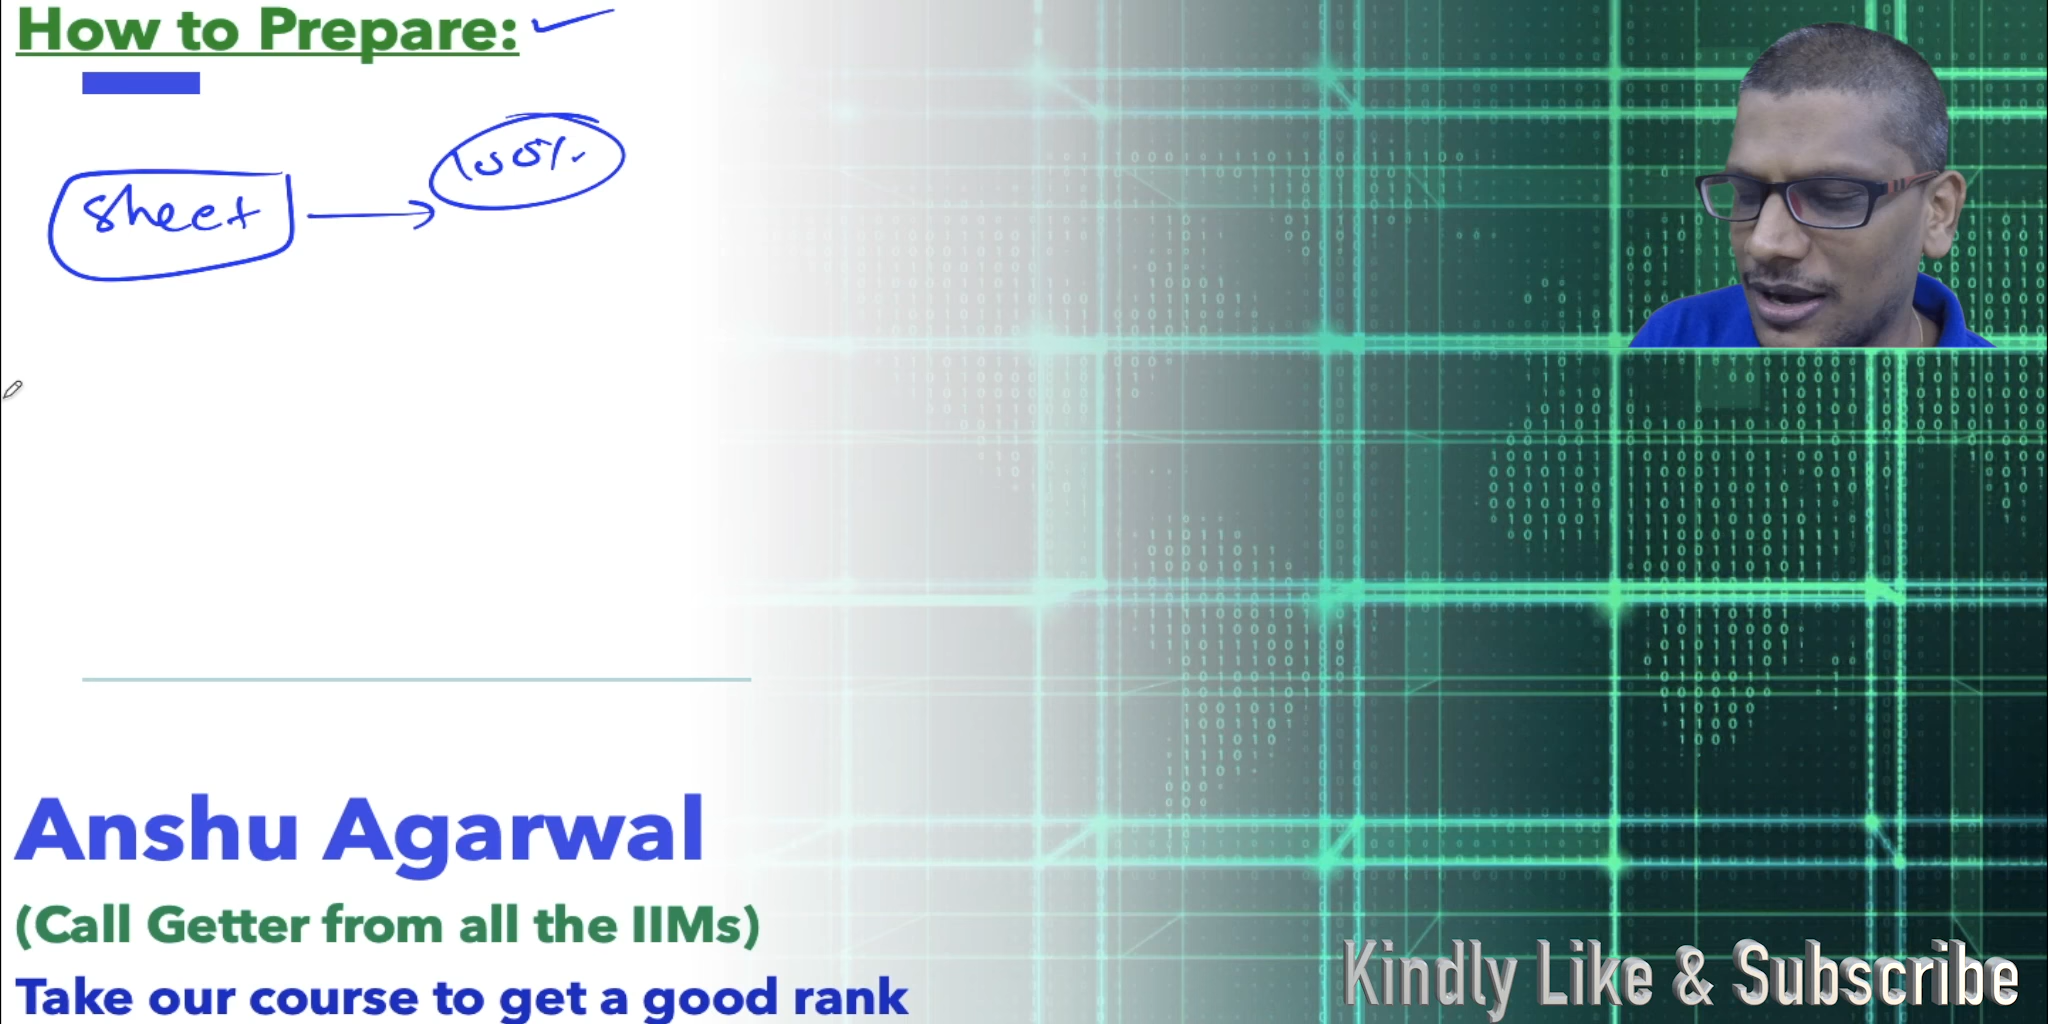 How to Prepare:
100%
Sheet
Anshu Agarwal
(Call Getter from all the IIMs)
Take our course to get a good rank
Kindly Like & Subscribe